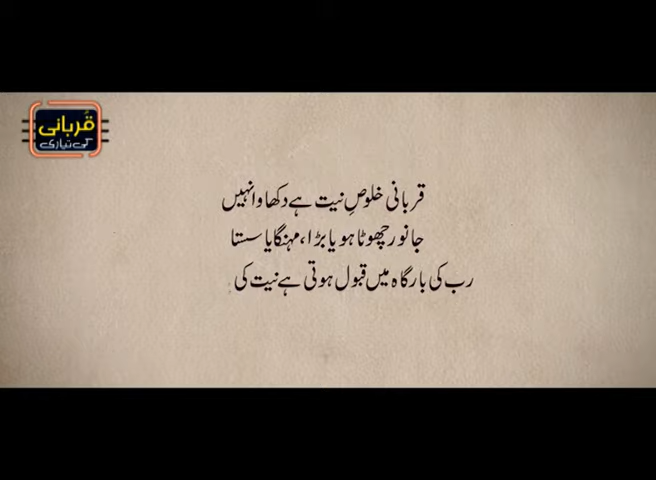 قُربانی
کی تیاری
قربانی خلوصِ نیت ہے دکھاوا نہیں
جانور چھوٹا ہو یا بڑا، مہنگا یا سستا
رب کی بارگاہ میں قبول ہوتی ہے نیت کی